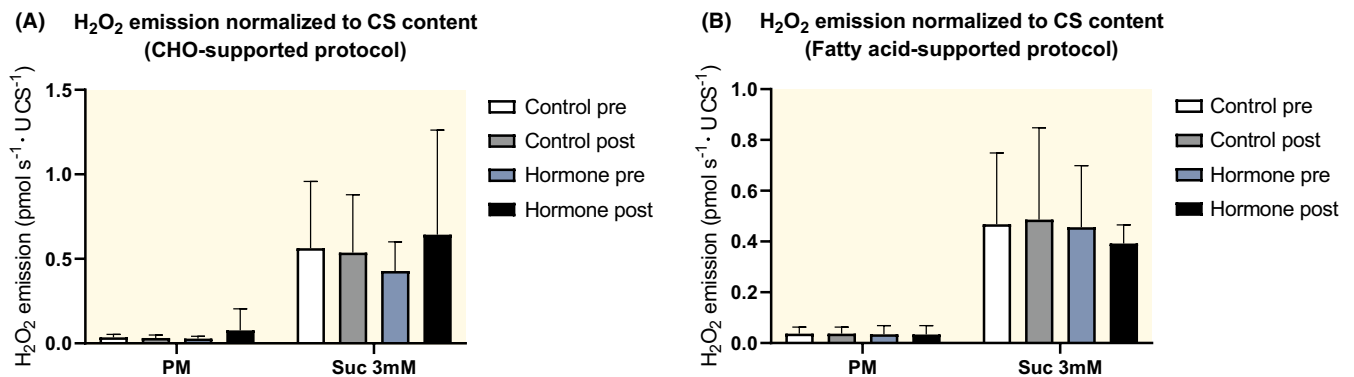 (A) H₂O₂ emission normalized to CS content
(CHO-supported protocol)
H₂O₂ emission (pmol s⁻¹ · U CS⁻¹)
1.5
1.0
0.5
0.0
PM
Suc 3mM
Control pre
Control post
Hormone pre
Hormone post
(B) H₂O₂ emission normalized to CS content
(Fatty acid-supported protocol)
H₂O₂ emission (pmol s⁻¹ · U CS⁻¹)
1.0
0.8
0.6
0.4
0.2
0.0
PM
Suc 3mM
Control pre
Control post
Hormone pre
Hormone post